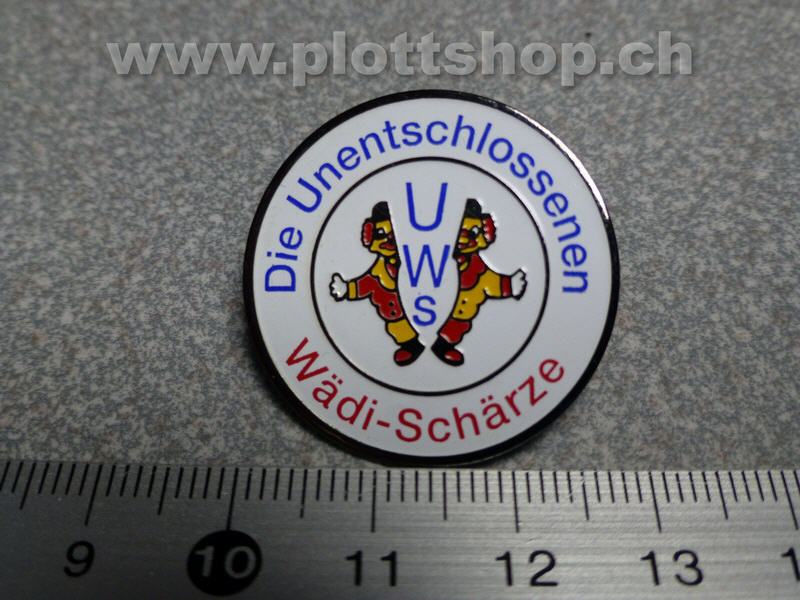 www.plottshop.ch
Die Unentschlossenen
U
W
S
Wädi-Schärze
9 10 11 12 13